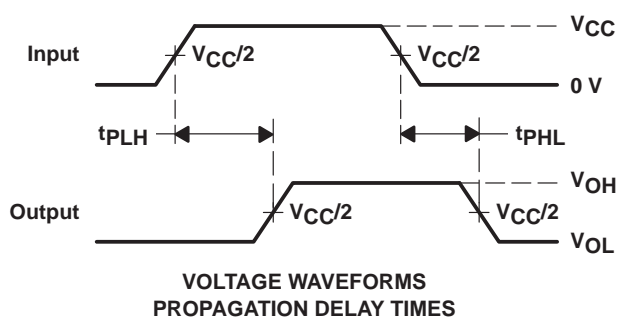 VCC
Input VCC/2 VCC/2
0 V
tPLH tPHL
VOH
Output VCC/2 VCC/2
VOL
VOLTAGE WAVEFORMS
PROPAGATION DELAY TIMES